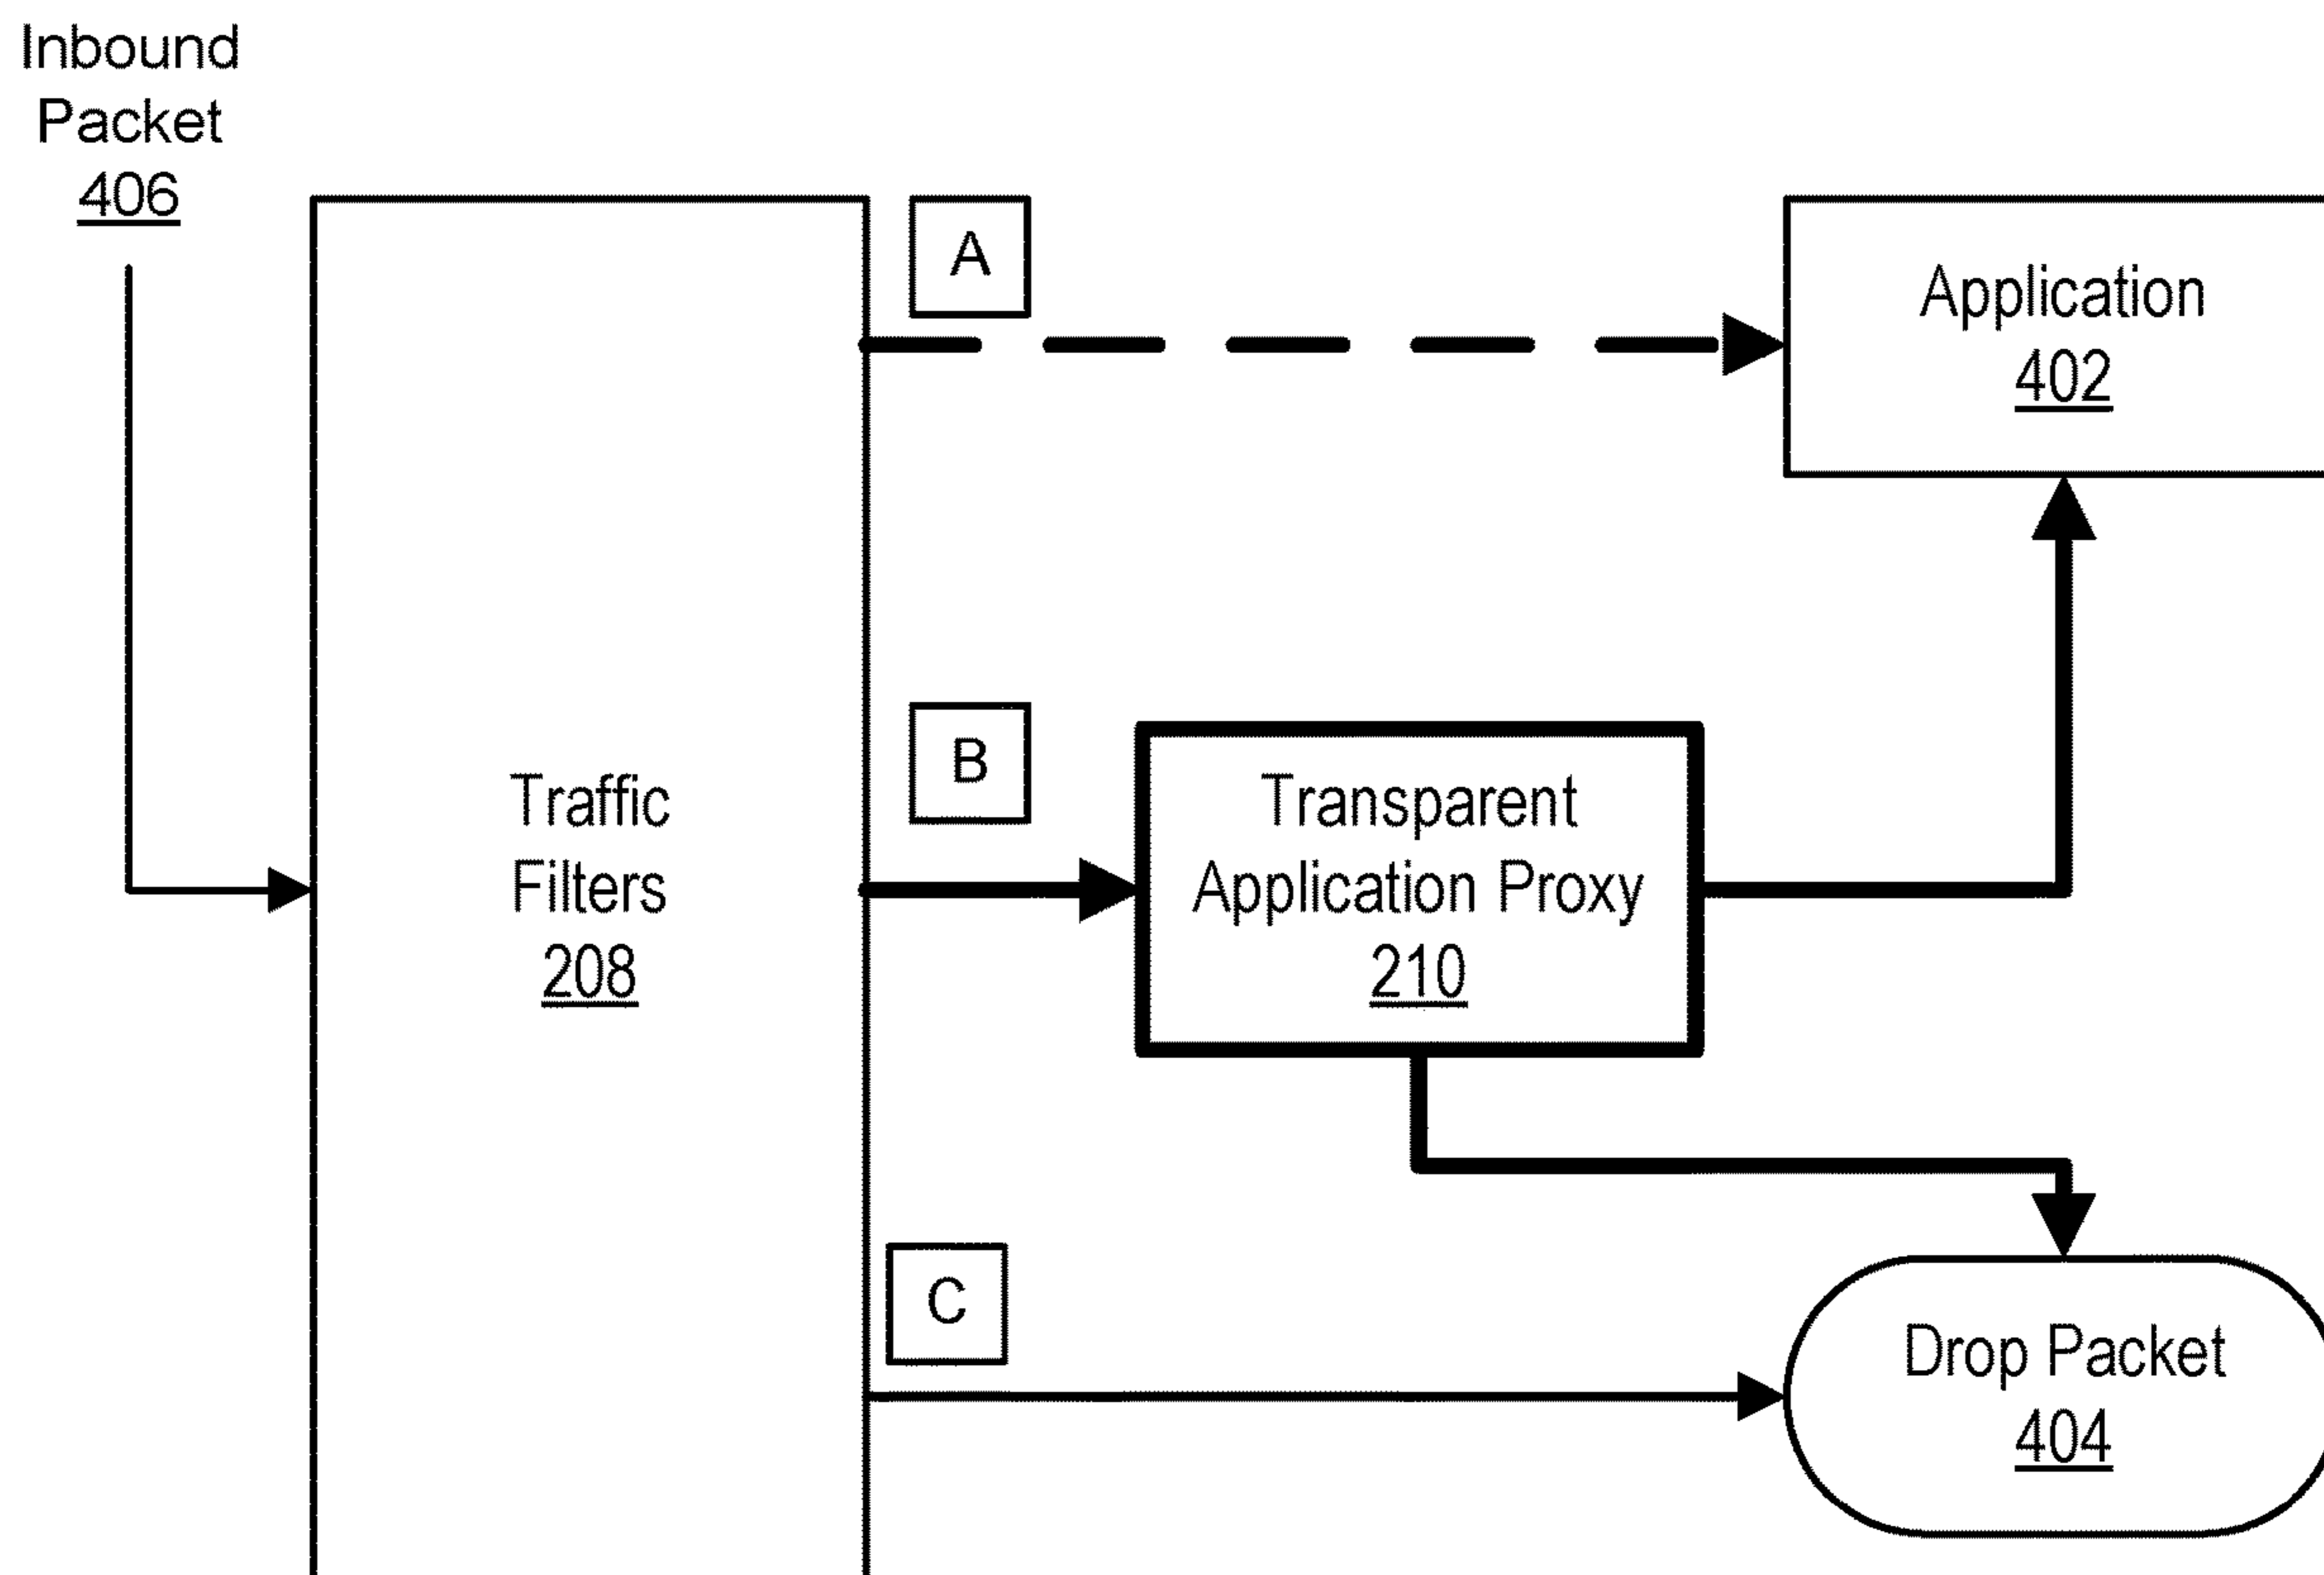 Inbound
Packet
406
A
Application
402
B
Traffic
Filters
208
Transparent
Application Proxy
210
C
Drop Packet
404